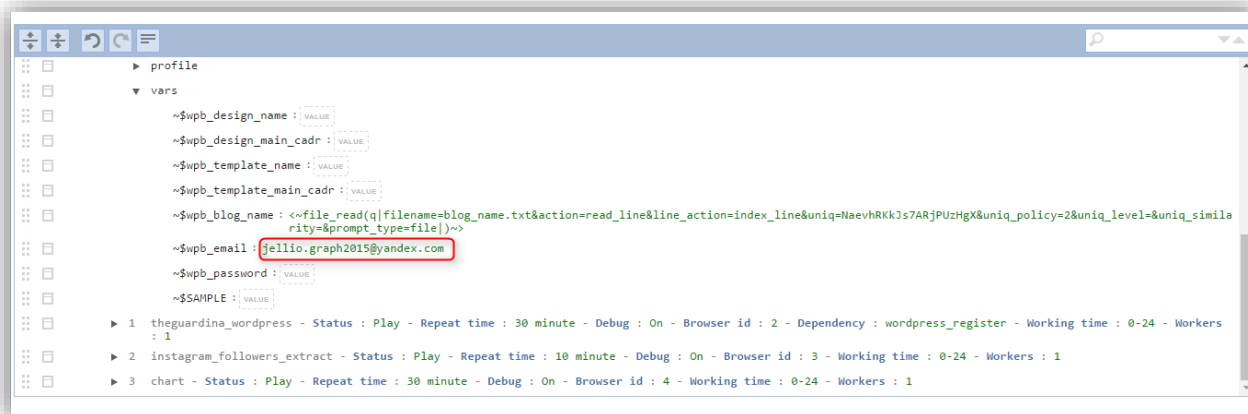 profile
vars
~$wpb_design_name : VALUE
~$wpb_design_main_cadr : VALUE
~$wpb_template_name : VALUE
~$wpb_template_main_cadr : VALUE
~$wpb_blog_name : <~file_read(q|filename=blog_name.txt&action=read_line&line_action=index_line&uniq=NaevhRKkJs7ARjPUzHgX&uniq_policy=2&uniq_level=&uniq_simila
rity=&prompt_type=file|)~>
~$wpb_email : jellio.graph2015@yandex.com
~$wpb_password : VALUE
~$SAMPLE : VALUE
1 theguardina_wordpress - Status : Play - Repeat time : 30 minute - Debug : On - Browser id : 2 - Dependency : wordpress_register - Working time : 0-24 - Workers
: 1
2 instagram_followers_extract - Status : Play - Repeat time : 10 minute - Debug : On - Browser id : 3 - Working time : 0-24 - Workers : 1
3 chart - Status : Play - Repeat time : 30 minute - Debug : On - Browser id : 4 - Working time : 0-24 - Workers : 1